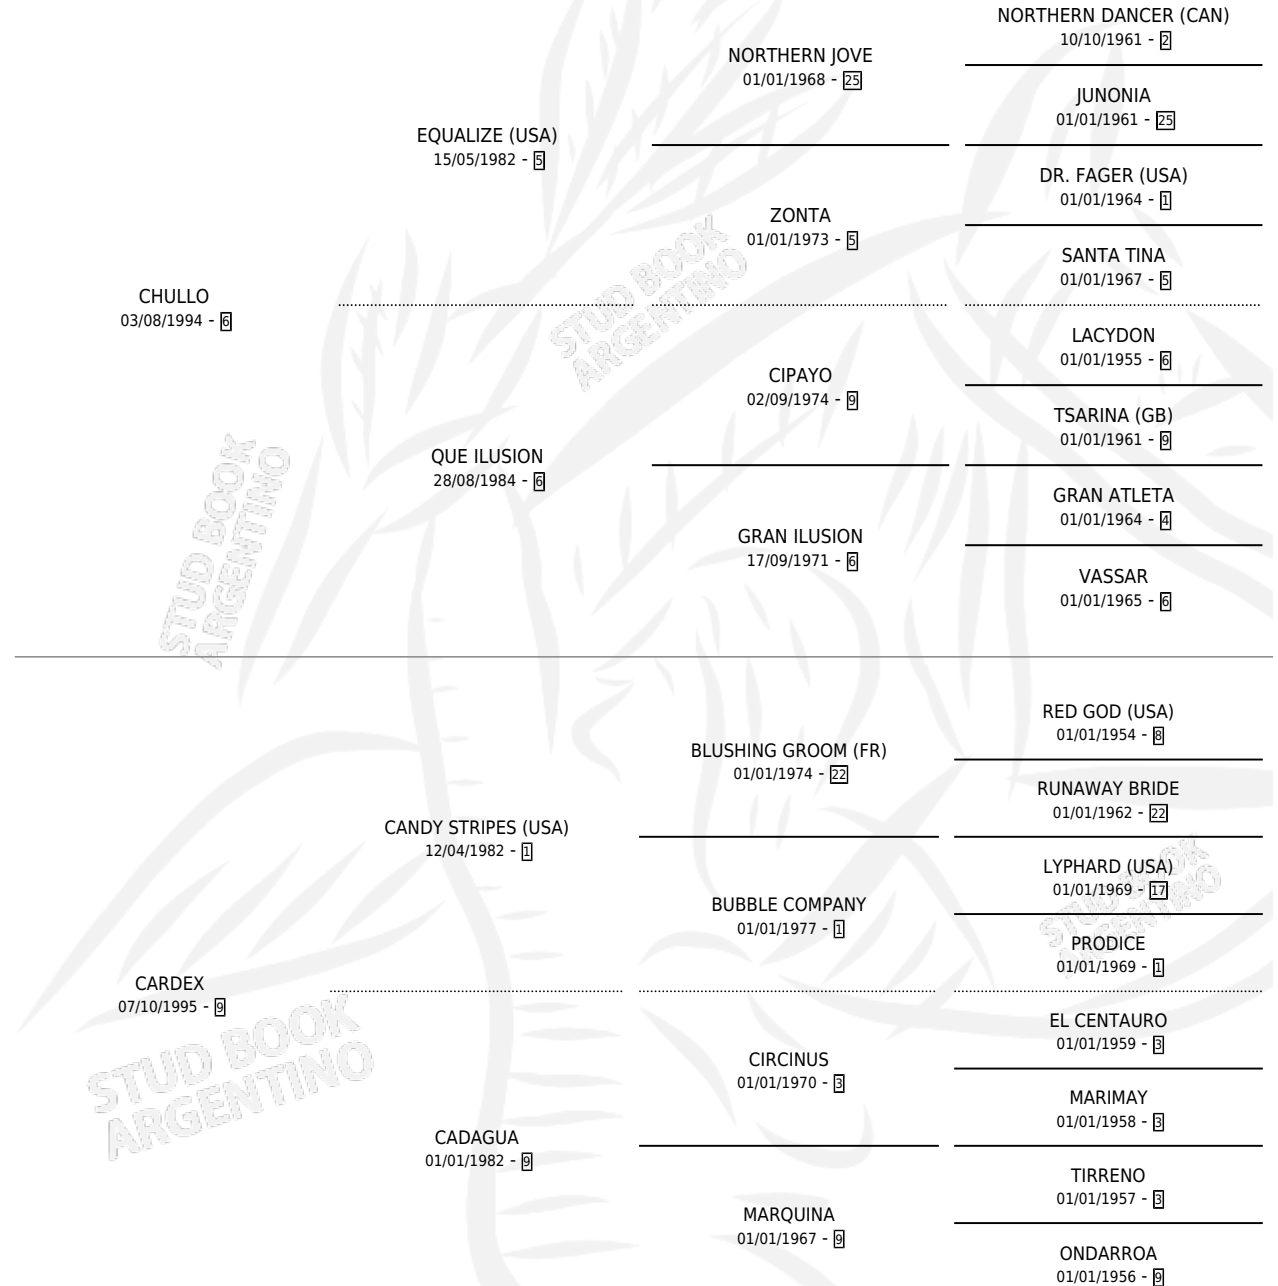 NORTHERN DANCER (CAN)
10/10/1961 - 2
NORTHERN JOVE
01/01/1968 - 25
JUNONIA
01/01/1961 - 25
EQUALIZE (USA)
15/05/1982 - 5
DR. FAGER (USA)
01/01/1964 - 1
ZONTA
01/01/1973 - 5
SANTA TINA
01/01/1967 - 5
CHULLO
03/08/1994 - 6
LACYDON
01/01/1955 - 6
CIPAYO
02/09/1974 - 9
TSARINA (GB)
01/01/1961 - 9
QUE ILUSION
28/08/1984 - 6
GRAN ATLETA
01/01/1964 - 4
GRAN ILUSION
17/09/1971 - 6
VASSAR
01/01/1965 - 6
RED GOD (USA)
01/01/1954 - 8
BLUSHING GROOM (FR)
01/01/1974 - 22
RUNAWAY BRIDE
01/01/1962 - 22
CANDY STRIPES (USA)
12/04/1982 - 1
LYPHARD (USA)
01/01/1969 - 17
BUBBLE COMPANY
01/01/1977 - 1
PRODICE
01/01/1969 - 1
CARDEX
07/10/1995 - 9
EL CENTAURO
01/01/1959 - 3
CIRCINUS
01/01/1970 - 3
MARIMAY
01/01/1958 - 3
CADAGUA
01/01/1982 - 9
TIRRENO
01/01/1957 - 3
MARQUINA
01/01/1967 - 9
ONDARROA
01/01/1956 - 9
STUD BOOK
ARGENTINO
STUD BOOK
ARGENTINO
STUD BOOK
ARGENTINO
STUD BOOK
ARGENTINO